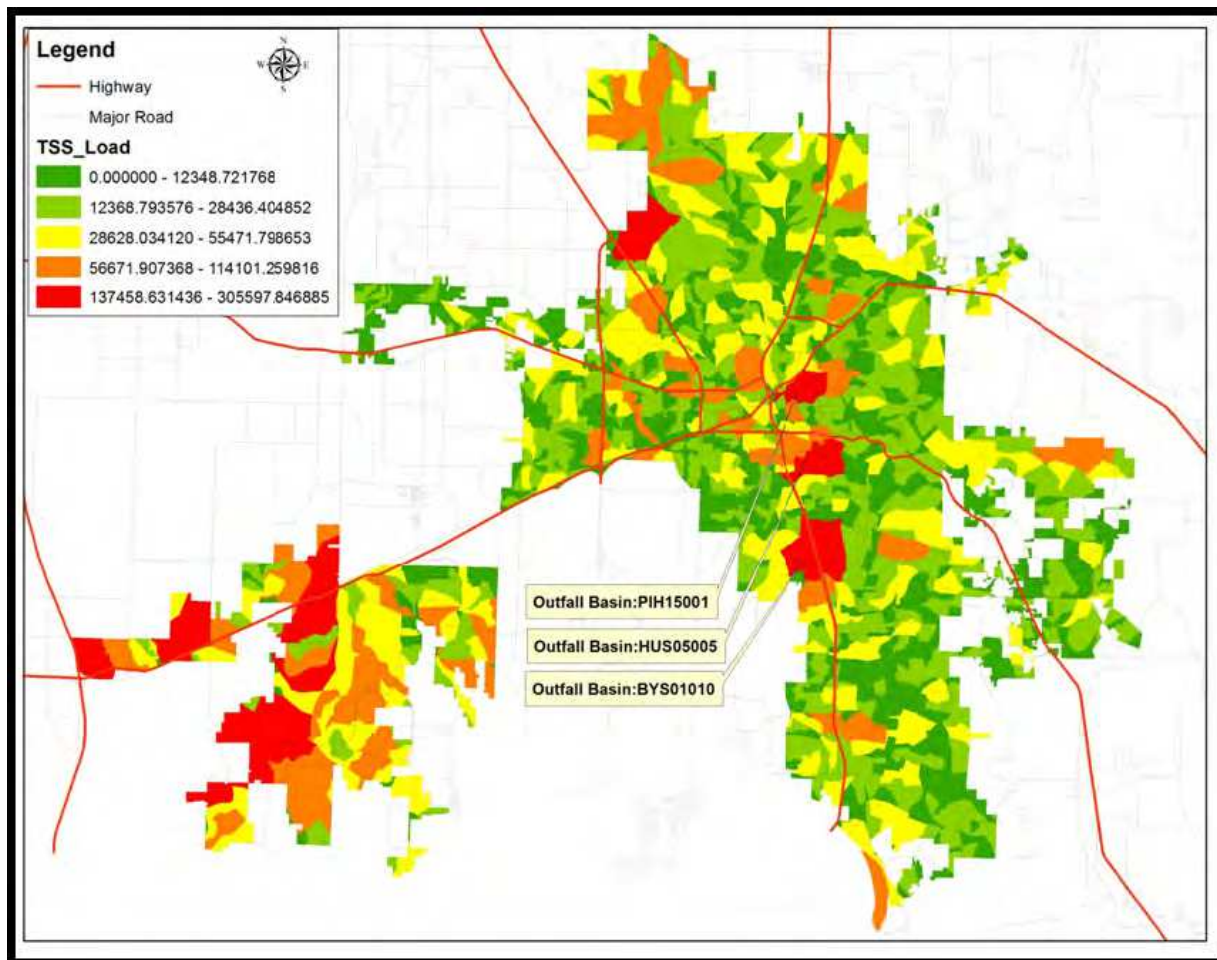 Legend
N
W E
S
Highway
Major Road
TSS_Load
0.000000 - 12348.721768
12368.793576 - 28436.404852
28628.034120 - 55471.798653
56671.907368 - 114101.259816
137458.631436 - 305597.846885
Outfall Basin:PIH15001
Outfall Basin:HUS05005
Outfall Basin:BYS01010